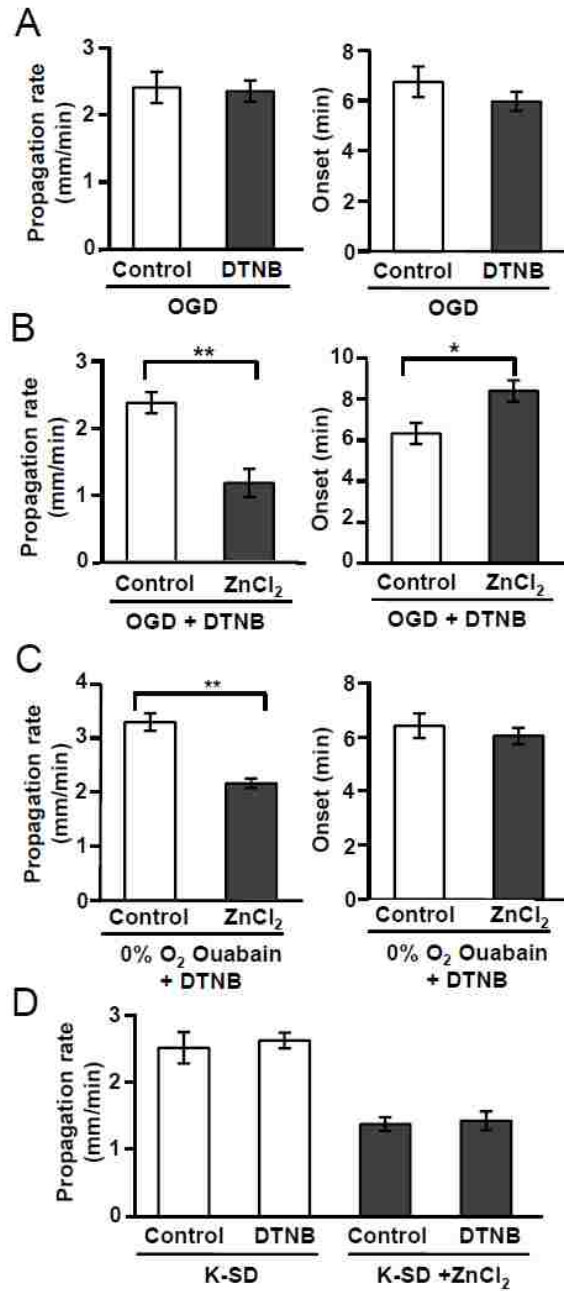 A
Propagation rate
(mm/min)
3
2
1
0
Control DTNB
OGD
Onset (min)
8
6
4
2
0
Control DTNB
OGD
B
Propagation rate
(mm/min)
3
2
1
0
**
Control ZnCl₂
OGD + DTNB
Onset (min)
10
8
6
4
2
0
*
Control ZnCl₂
OGD + DTNB
C
Propagation rate
(mm/min)
4
3
2
1
0
**
Control ZnCl₂
0% O₂ Ouabain
+ DTNB
Onset (min)
8
6
4
2
0
Control ZnCl₂
0% O₂ Ouabain
+ DTNB
D
Propagation rate
(mm/min)
3
2
1
0
Control DTNB Control DTNB
K-SD K-SD +ZnCl₂